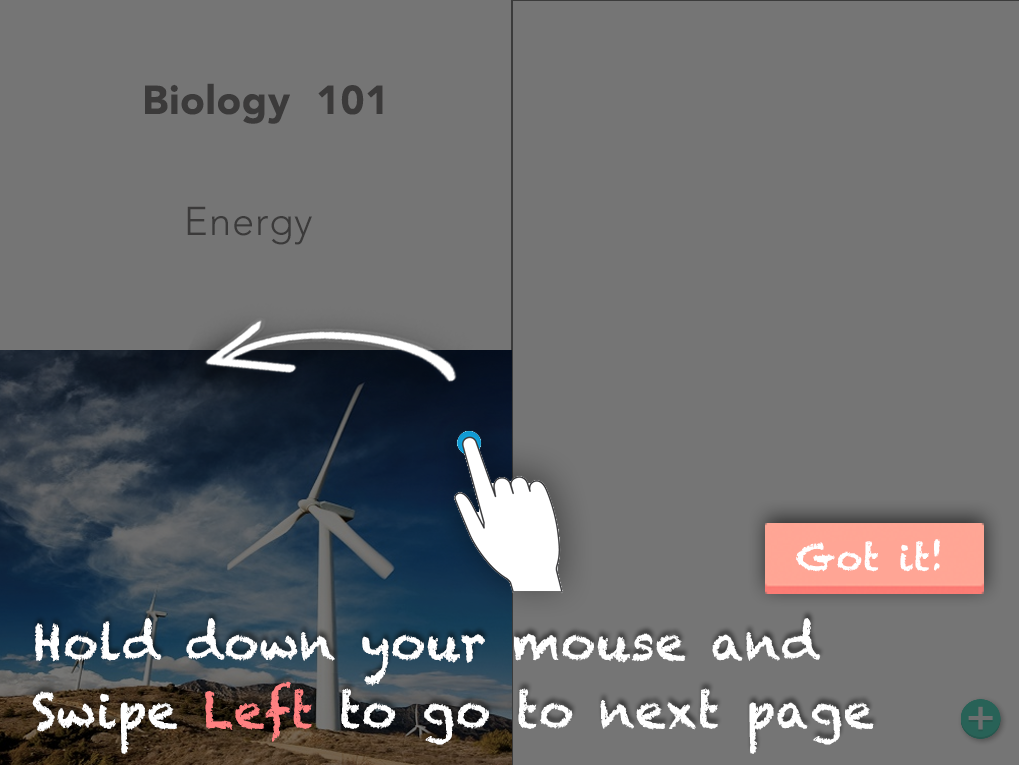 Biology 101
Energy
Got it!
Hold down your mouse and
Swipe Left to go to next page